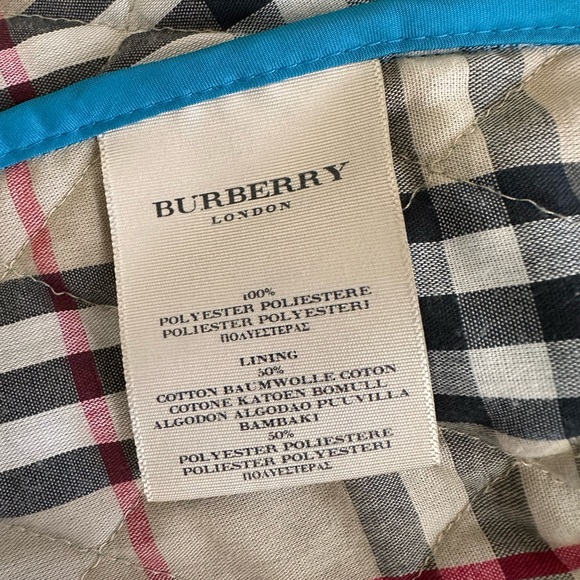 BURBERRY
LONDON
100%
POLYESTER POLIESTERE
POLIESTER POLYESTERI
ΠΟΛΥΕΣΤΕΡΑΣ
LINING
50%
COTTON BAUMWOLLE COTON
COTONE KATOEN BOMULL
ALGODON ALGODAO PUUVILLA
BAMBAKI
50%
POLYESTER POLIESTERE
POLIESTER POLYESTERI
ΠΟΛΥΕΣΤΕΡΑΣ